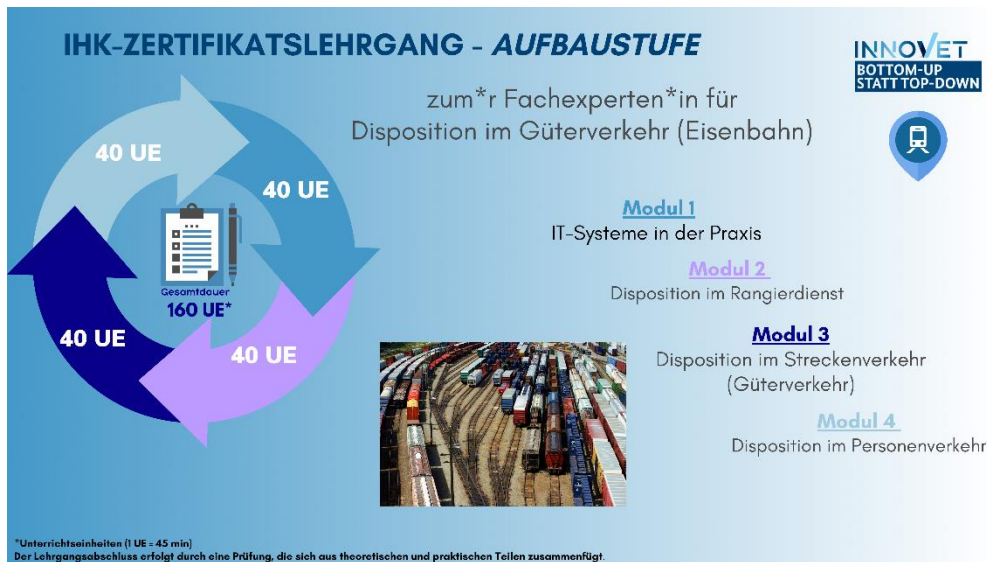 IHK-ZERTIFIKATSLEHRGANG - AUFBAUSTUFE
INNOVET
BOTTOM-UP
STATT TOP-DOWN
zum*r Fachexperten*in für
Disposition im Güterverkehr (Eisenbahn)
40 UE
40 UE
40 UE
40 UE
Gesamtdauer
160 UE*
Modul 1
IT-Systeme in der Praxis
Modul 2
Disposition im Rangierdienst
Modul 3
Disposition im Streckenverkehr
(Güterverkehr)
Modul 4
Disposition im Personenverkehr
*Unterrichtseinheiten (1 UE = 45 min)
Der Lehrgangsabschluss erfolgt durch eine Prüfung, die sich aus theoretischen und praktischen Teilen zusammenfügt.